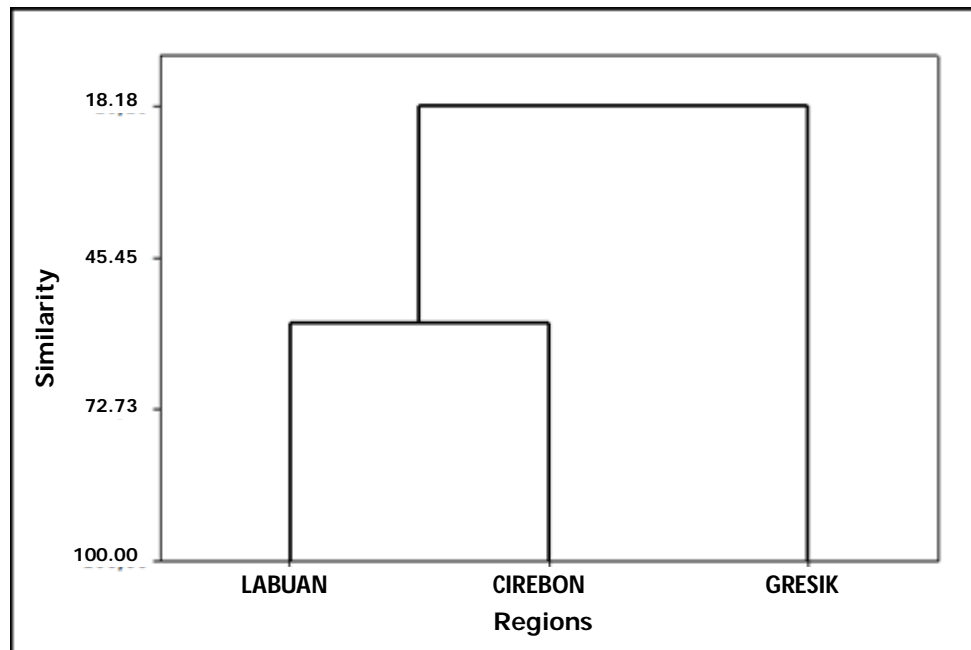 18.18
45.45
Similarity
72.73
100.00
LABUAN CIREBON GRESIK
Regions